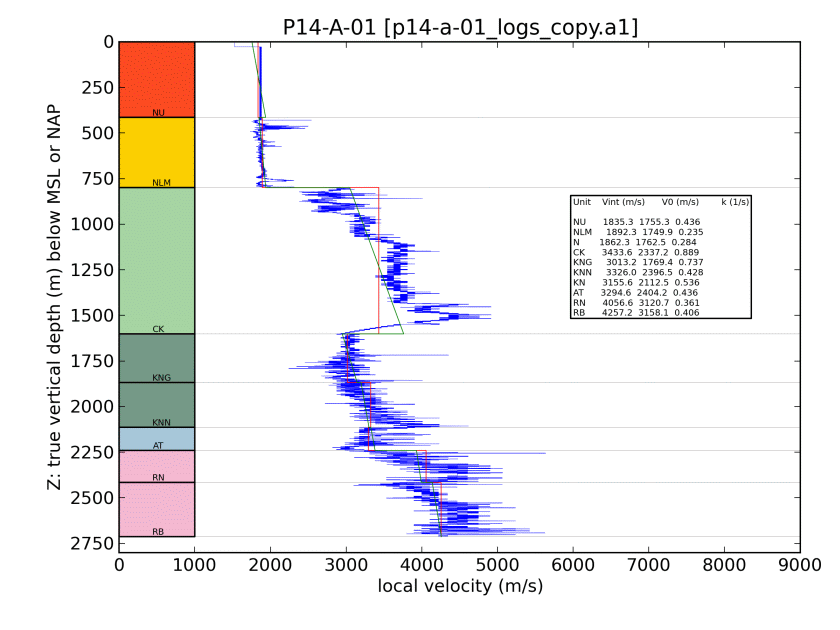 P14-A-01 [p14-a-01_logs_copy.a1]
Z: true vertical depth (m) below MSL or NAP
0
250
500
750
1000
1250
1500
1750
2000
2250
2500
2750
NU
NLM
CK
KNG
KNN
AT
RN
RB
Unit Vint (m/s) V0 (m/s) k (1/s)
NU 1835.3 1755.3 0.436
NLM 1892.3 1749.9 0.235
N 1862.3 1762.5 0.284
CK 3433.6 2337.2 0.889
KNG 3013.2 1769.4 0.737
KNN 3326.0 2396.5 0.428
KN 3155.6 2112.5 0.536
AT 3294.6 2404.2 0.436
RN 4056.6 3120.7 0.361
RB 4257.2 3158.1 0.406
0 1000 2000 3000 4000 5000 6000 7000 8000 9000
local velocity (m/s)